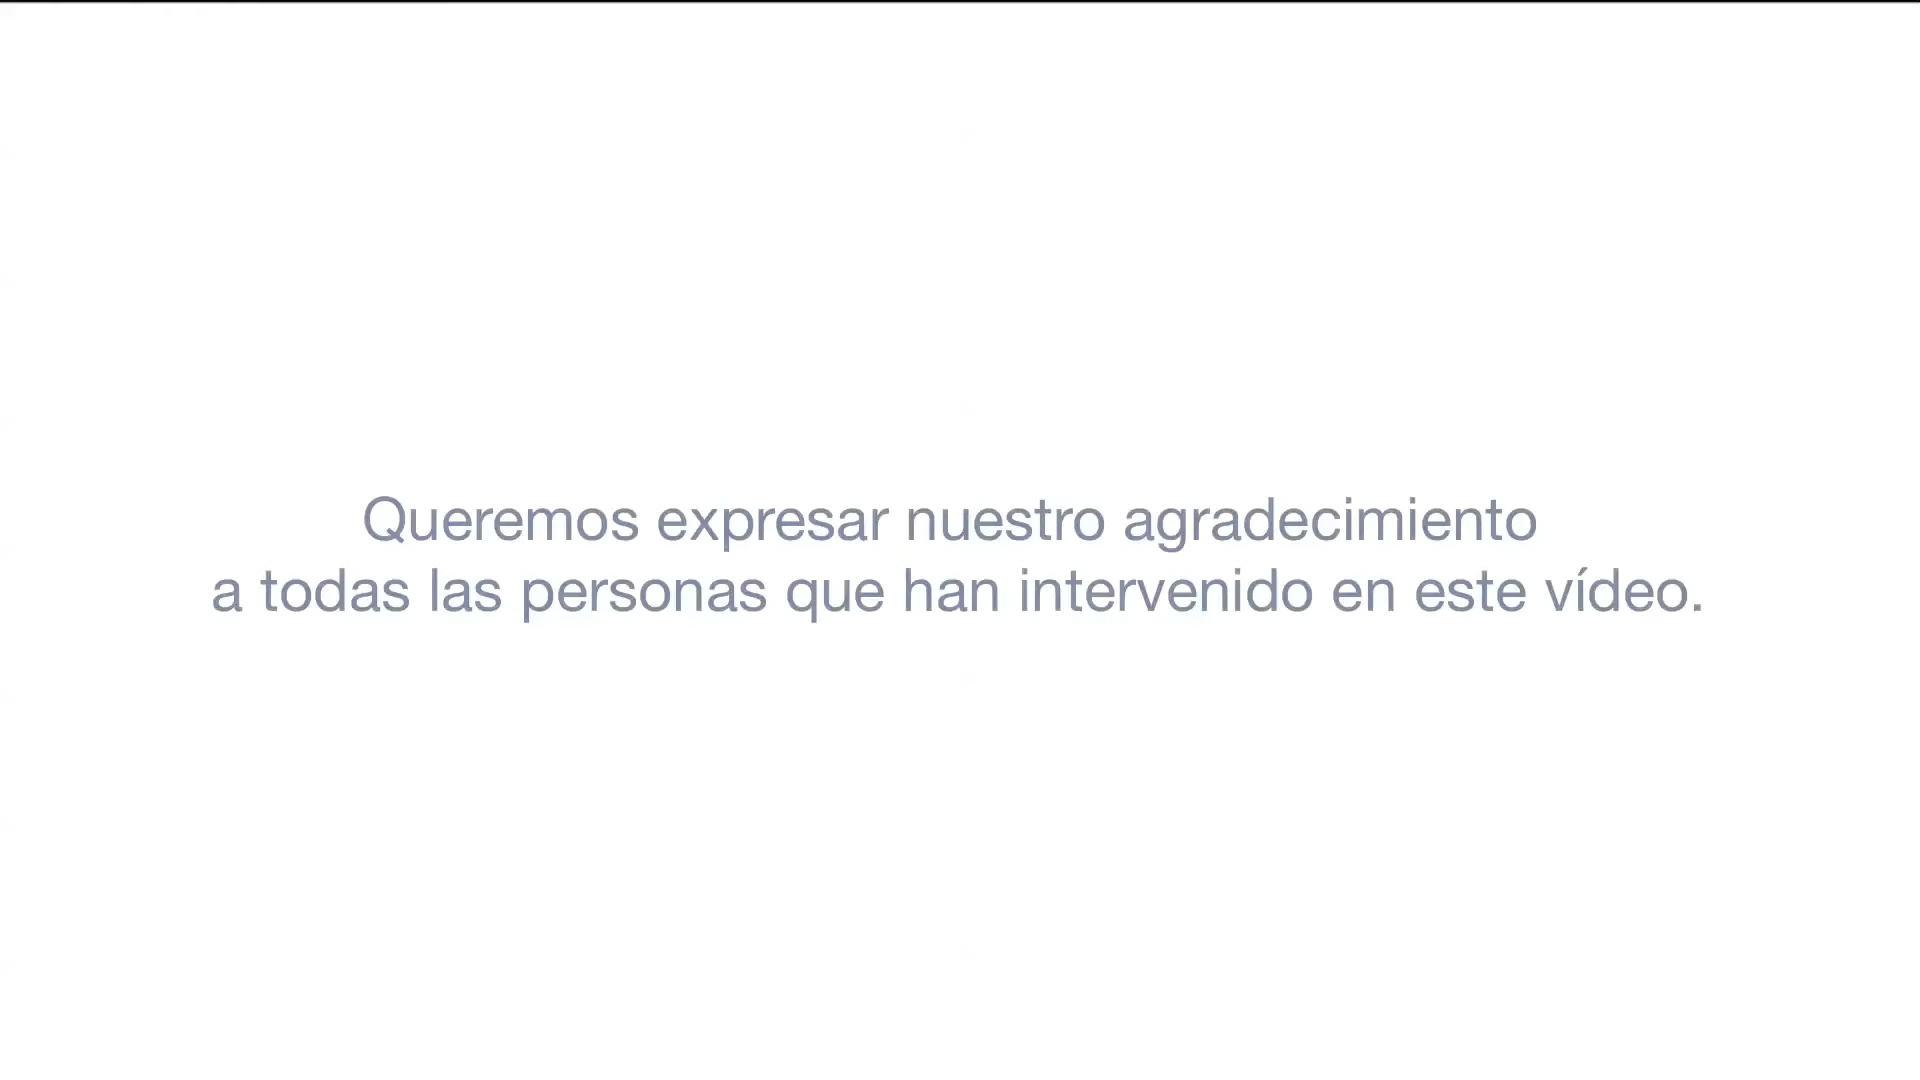 Queremos expresar nuestro agradecimiento
a todas las personas que han intervenido en este vídeo.